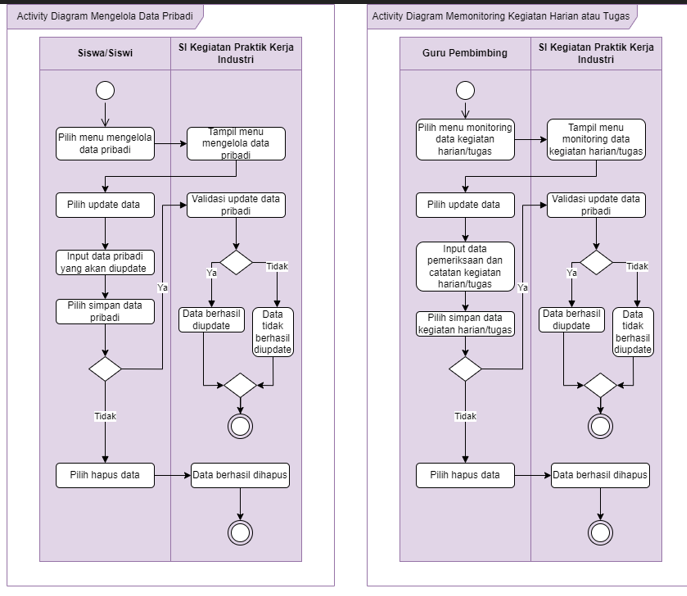 Activity Diagram Mengelola Data Pribadi
Siswa/Siswi
SI Kegiatan Praktik Kerja
Industri
Pilih menu mengelola
data pribadi
Tampil menu
mengelola data
pribadi
Pilih update data
Validasi update data
pribadi
Input data pribadi
yang akan diupdate
Ya
Tidak
Ya
Pilih simpan data
pribadi
Data berhasil
diupdate
Data
tidak
berhasil
diupdate
Tidak
Pilih hapus data
Data berhasil dihapus
Activity Diagram Memonitoring Kegiatan Harian atau Tugas
Guru Pembimbing
SI Kegiatan Praktik Kerja
Industri
Pilih menu monitoring
data kegiatan
harian/tugas
Tampil menu
monitoring data
kegiatan harian/tugas
Pilih update data
Validasi update data
pribadi
Input data
pemeriksaan dan
catatan kegiatan
harian/tugas
Ya
Tidak
Ya
Pilih simpan data
kegiatan harian/tugas
Data berhasil
diupdate
Data
tidak
berhasil
diupdate
Tidak
Pilih hapus data
Data berhasil dihapus